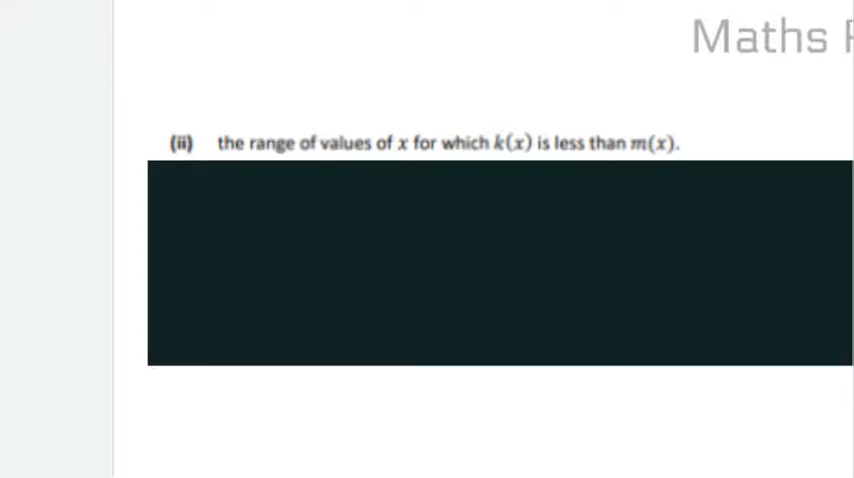 Maths
(ii) the range of values of x for which k(x) is less than m(x).